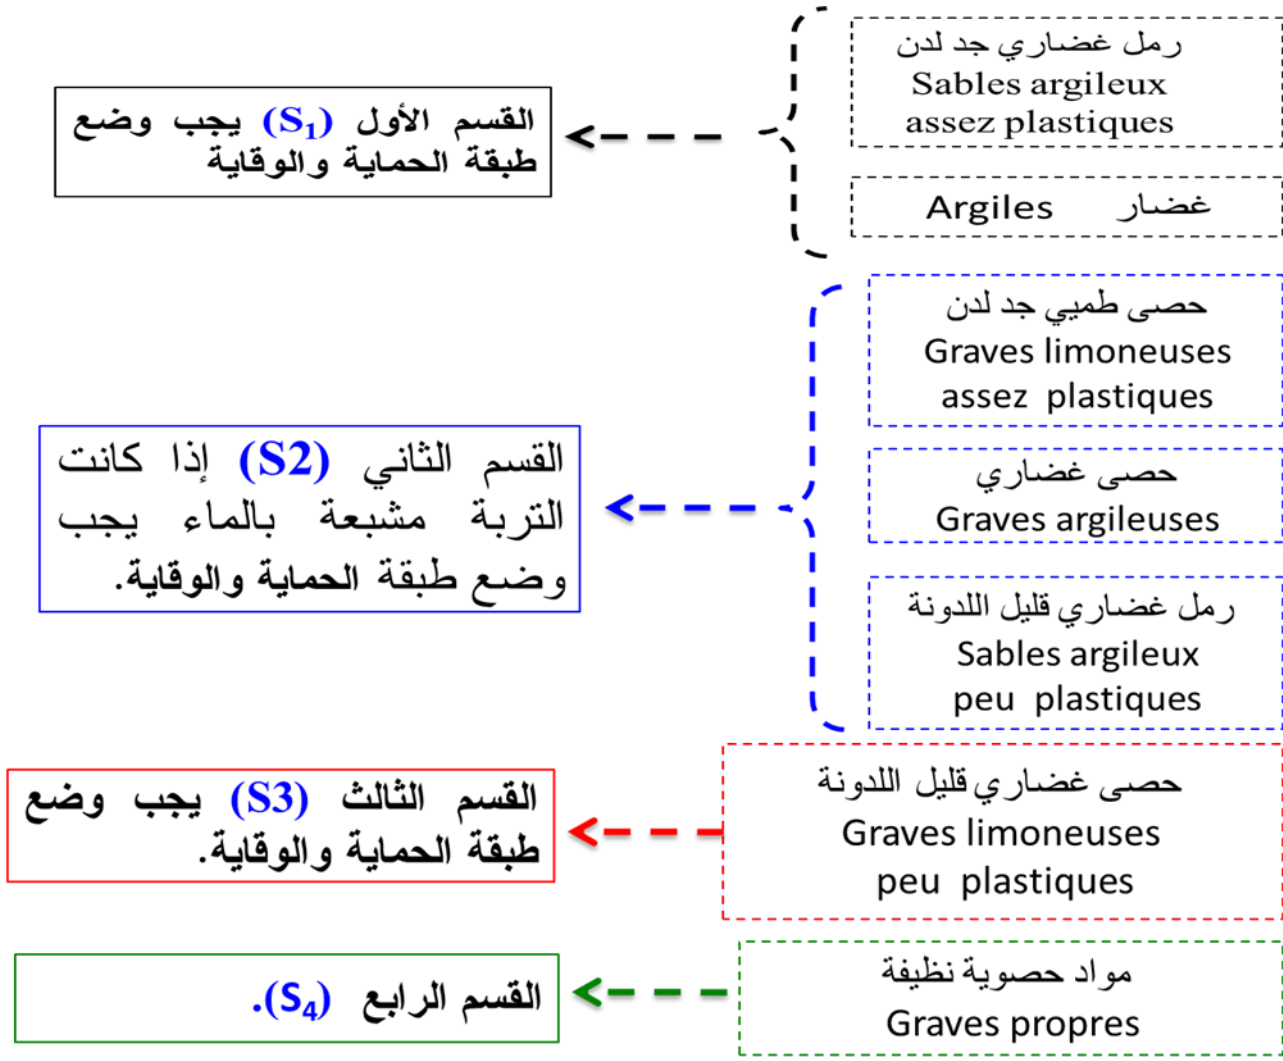 رمل غضاري جد لدن
Sables argileux
assez plastiques
غضار Argiles
القسم الأول (S₁) يجب وضع
طبقة الحماية والوقاية
حصى طميي جد لدن
Graves limoneuses
assez plastiques
حصى غضاري
Graves argileuses
رمل غضاري قليل اللدونة
Sables argileux
peu plastiques
القسم الثاني (S2) إذا كانت
التربة مشبعة بالماء يجب
وضع طبقة الحماية والوقاية.
حصى غضاري قليل اللدونة
Graves limoneuses
peu plastiques
القسم الثالث (S3) يجب وضع
طبقة الحماية والوقاية.
مواد حصوية نظيفة
Graves propres
القسم الرابع (S₄).